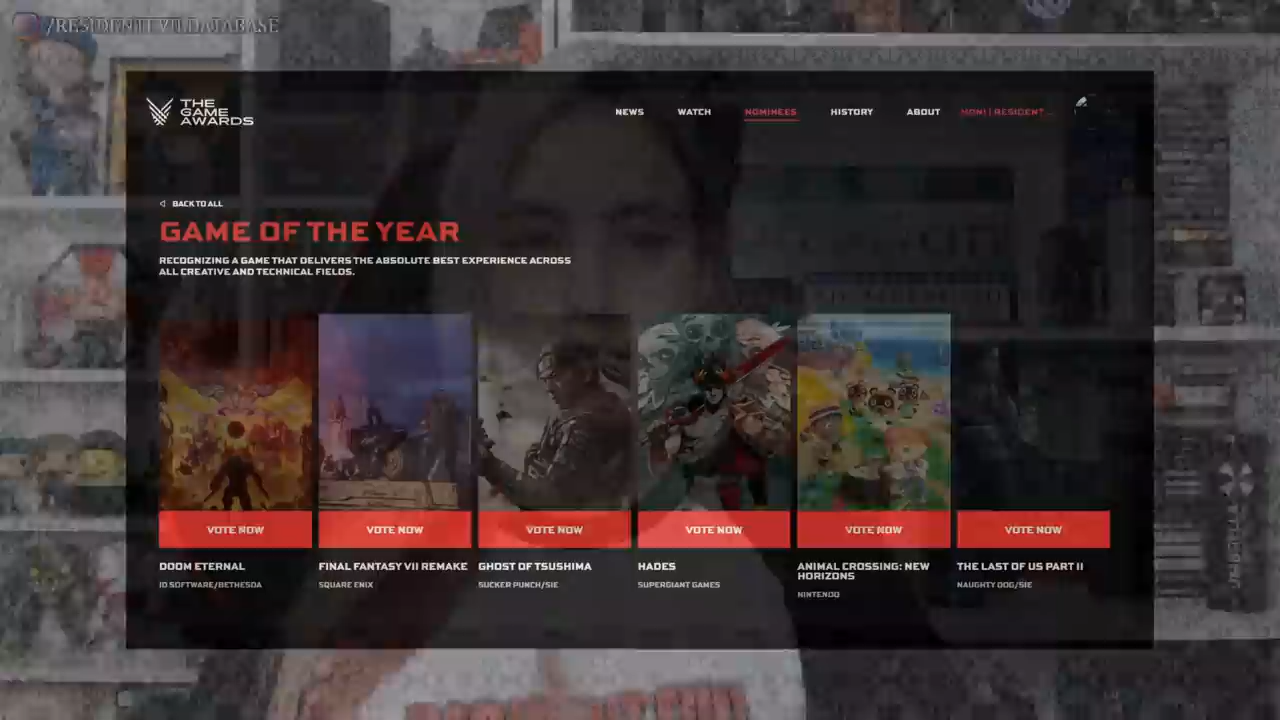 /RESIDENTEVILDATABASE
THE
GAME
AWARDS
NEWS WATCH NOMINEES HISTORY ABOUT MONI | RESIDENT ...
BACK TO ALL
GAME OF THE YEAR
RECOGNIZING A GAME THAT DELIVERS THE ABSOLUTE BEST EXPERIENCE ACROSS
ALL CREATIVE AND TECHNICAL FIELDS.
VOTE NOW VOTE NOW VOTE NOW VOTE NOW VOTE NOW VOTE NOW
DOOM ETERNAL FINAL FANTASY VII REMAKE GHOST OF TSUSHIMA HADES ANIMAL CROSSING: NEW THE LAST OF US PART II
HORIZONS
ID SOFTWARE/BETHESDA SQUARE ENIX SUCKER PUNCH/SIE SUPERGIANT GAMES NAUGHTY DOG/SIE
NINTENDO